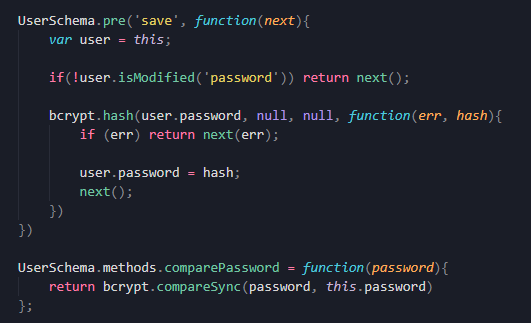 UserSchema.pre('save', function(next){
    var user = this;

    if(!user.isModified('password')) return next();

    bcrypt.hash(user.password, null, null, function(err, hash){
        if (err) return next(err);

        user.password = hash;
        next();
    })
})

UserSchema.methods.comparePassword = function(password){
    return bcrypt.compareSync(password, this.password)
};